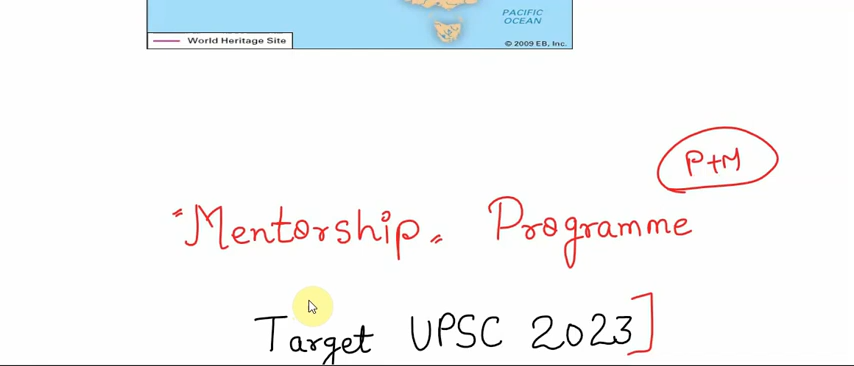 PACIFIC
OCEAN
World Heritage Site
© 2009 EB, Inc.
P+M
"Mentorship" Programme
Target UPSC 2023]